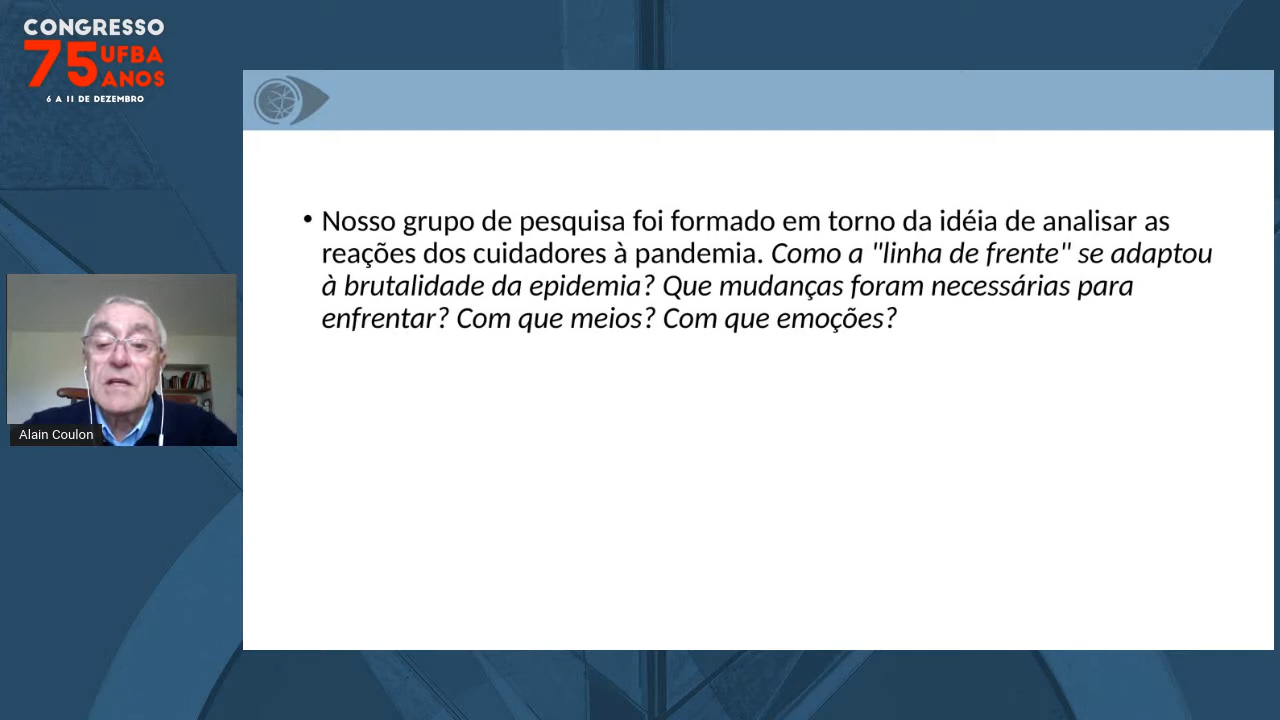 CONGRESSO
75 UFBA
ANOS
6 A 11 DE DEZEMBRO
• Nosso grupo de pesquisa foi formado em torno da idéia de analisar as
reações dos cuidadores à pandemia. Como a "linha de frente" se adaptou
à brutalidade da epidemia? Que mudanças foram necessárias para
enfrentar? Com que meios? Com que emoções?
Alain Coulon